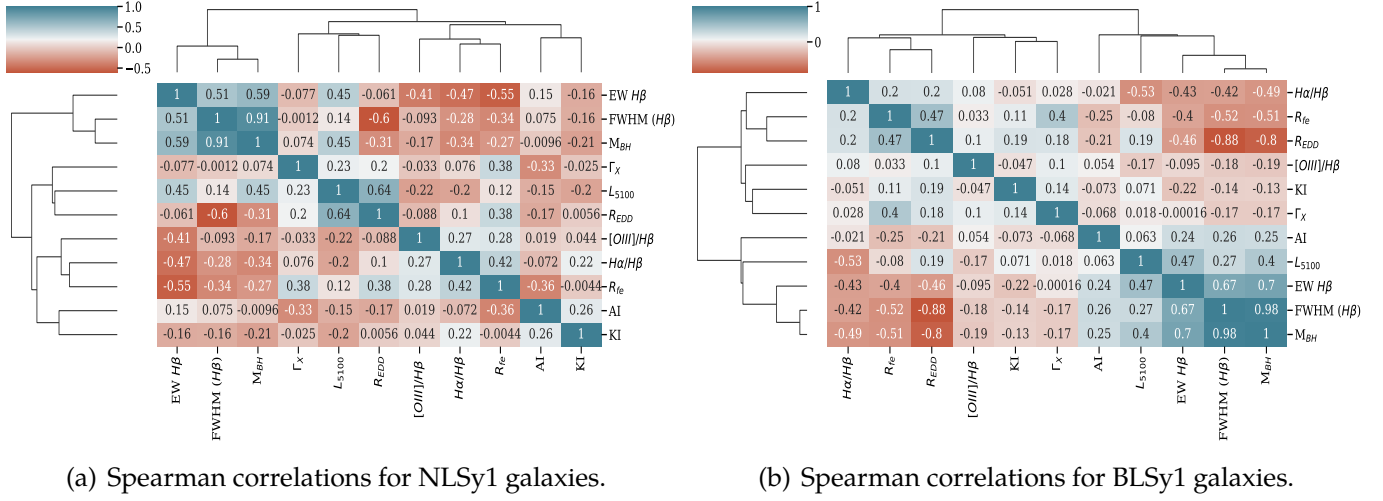 1.0
0.5
0.0
−0.5
1 0.51 0.59 -0.077 0.45 -0.061 -0.41 -0.47 -0.55 0.15 -0.16 EW Hβ
0.51 1 0.91 -0.0012 0.14 -0.6 -0.093 -0.28 -0.34 0.075 -0.16 FWHM (Hβ)
0.59 0.91 1 0.074 0.45 -0.31 -0.17 -0.34 -0.27 -0.0096 -0.21 M_BH
-0.077 -0.0012 0.074 1 0.23 0.2 -0.033 0.076 0.38 -0.33 -0.025 Γ_X
0.45 0.14 0.45 0.23 1 0.64 -0.22 -0.2 0.12 -0.15 -0.2 L_5100
-0.061 -0.6 -0.31 0.2 0.64 1 -0.088 0.1 0.38 -0.17 0.0056 R_EDD
-0.41 -0.093 -0.17 -0.033 -0.22 -0.088 1 0.27 0.28 0.019 0.044 [OIII]/Hβ
-0.47 -0.28 -0.34 0.076 -0.2 0.1 0.27 1 0.42 -0.072 0.22 Hα/Hβ
-0.55 -0.34 -0.27 0.38 0.12 0.38 0.28 0.42 1 -0.36 -0.0044 R_fe
0.15 0.075 -0.0096 -0.33 -0.15 -0.17 0.019 -0.072 -0.36 1 0.26 AI
-0.16 -0.16 -0.21 -0.025 -0.2 0.0056 0.044 0.22 -0.0044 0.26 1 KI
EW Hβ
FWHM (Hβ)
M_BH
Γ_X
L_5100
R_EDD
[OIII]/Hβ
Hα/Hβ
R_fe
AI
KI
(a) Spearman correlations for NLSy1 galaxies.
1
0
1 0.2 0.2 0.08 -0.051 0.028 -0.021 -0.53 -0.43 -0.42 -0.49 Hα/Hβ
0.2 1 0.47 0.033 0.11 0.4 -0.25 -0.08 -0.4 -0.52 -0.51 R_fe
0.2 0.47 1 0.1 0.19 0.18 -0.21 0.19 -0.46 -0.88 -0.8 R_EDD
0.08 0.033 0.1 1 -0.047 0.1 0.054 -0.17 -0.095 -0.18 -0.19 [OIII]/Hβ
-0.051 0.11 0.19 -0.047 1 0.14 -0.073 0.071 -0.22 -0.14 -0.13 KI
0.028 0.4 0.18 0.1 0.14 1 -0.068 0.018 -0.00016 -0.17 -0.17 Γ_X
-0.021 -0.25 -0.21 0.054 -0.073 -0.068 1 0.063 0.24 0.26 0.25 AI
-0.53 -0.08 0.19 -0.17 0.071 0.018 0.063 1 0.47 0.27 0.4 L_5100
-0.43 -0.4 -0.46 -0.095 -0.22 -0.00016 0.24 0.47 1 0.67 0.7 EW Hβ
-0.42 -0.52 -0.88 -0.18 -0.14 -0.17 0.26 0.27 0.67 1 0.98 FWHM (Hβ)
-0.49 -0.51 -0.8 -0.19 -0.13 -0.17 0.25 0.4 0.7 0.98 1 M_BH
Hα/Hβ
R_fe
R_EDD
[OIII]/Hβ
KI
Γ_X
AI
L_5100
EW Hβ
FWHM (Hβ)
M_BH
(b) Spearman correlations for BLSy1 galaxies.